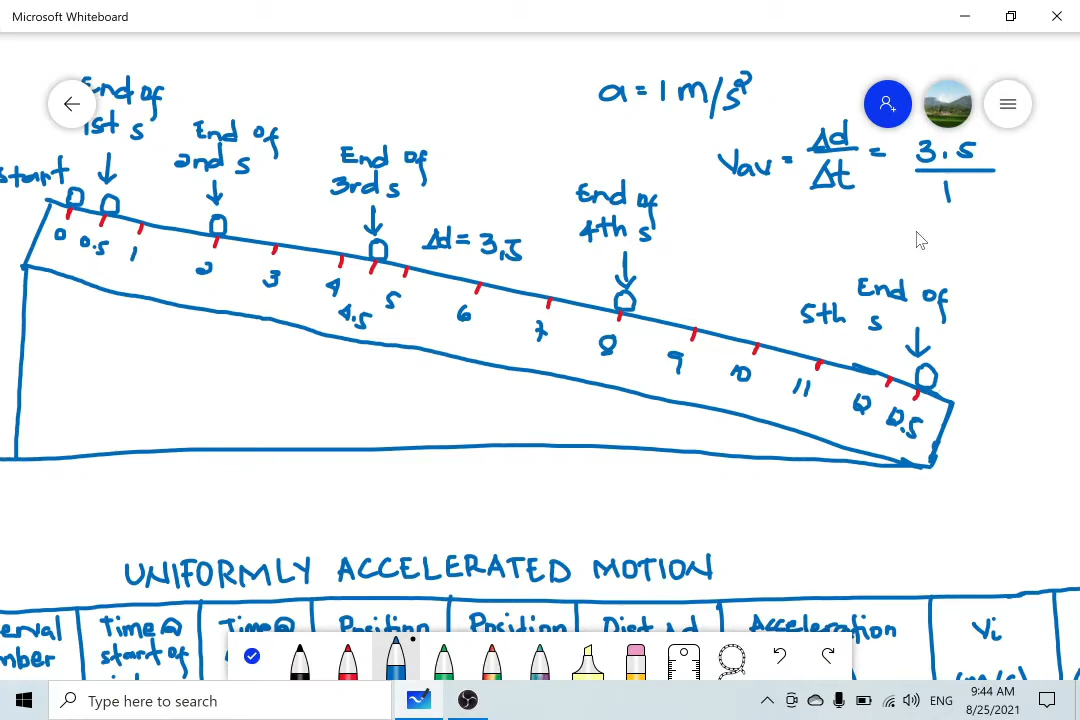 Microsoft Whiteboard
End of
1st s
a = 1 m/s²
Vav = Δd/Δt = 3.5/1
start
End of
2nd s
End of
3rd s
End of
4th s
Δd = 3.5
End of
5th s
0 0.5 1 2 3 4 4.5 5 6 7 8 9 10 11 12 12.5
UNIFORMLY ACCELERATED MOTION
Time @
start of
Time @
Position
Position
Dist Δd
Acceleration
Vi
(m/s)
Type here to search
ENG
9:44 AM
8/25/2021